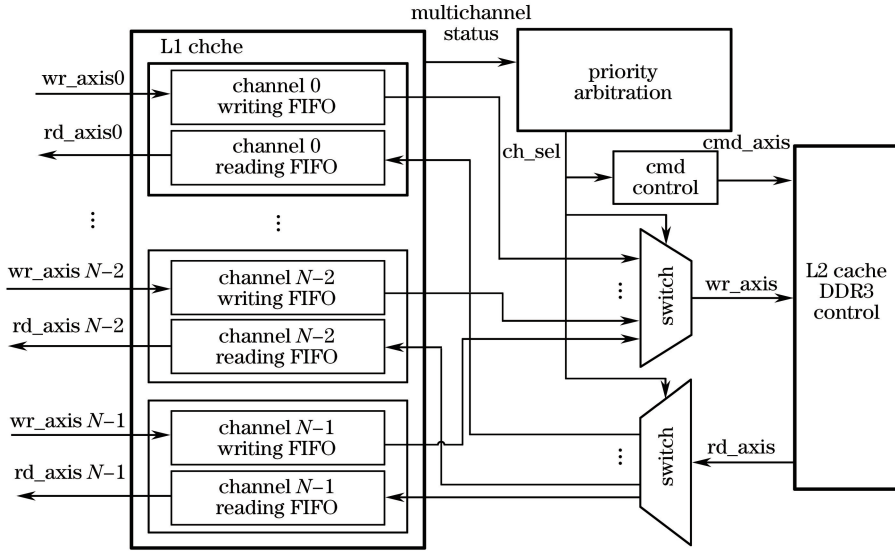 multichannel
status
L1 chche
priority
arbitration
wr_axis0
channel 0
writing FIFO
rd_axis0
channel 0
reading FIFO
ch_sel
cmd
control
cmd_axis
...
...
wr_axis N−2
channel N−2
writing FIFO
rd_axis N−2
channel N−2
reading FIFO
...
switch
wr_axis
L2 cache
DDR3
control
wr_axis N−1
channel N−1
writing FIFO
rd_axis N−1
channel N−1
reading FIFO
...
switch
rd_axis